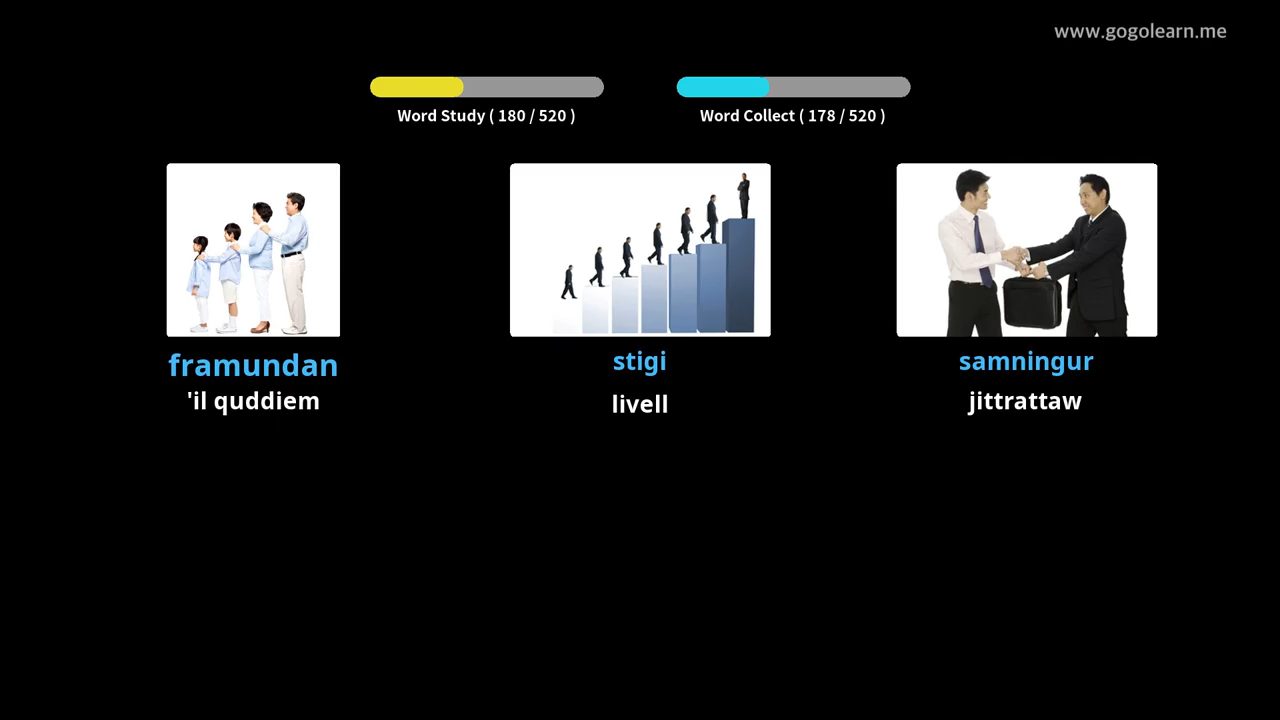 www.gogolearn.me
Word Study ( 180 / 520 )
Word Collect ( 178 / 520 )
framundan
'il quddiem
stigi
livell
samningur
jittrattaw